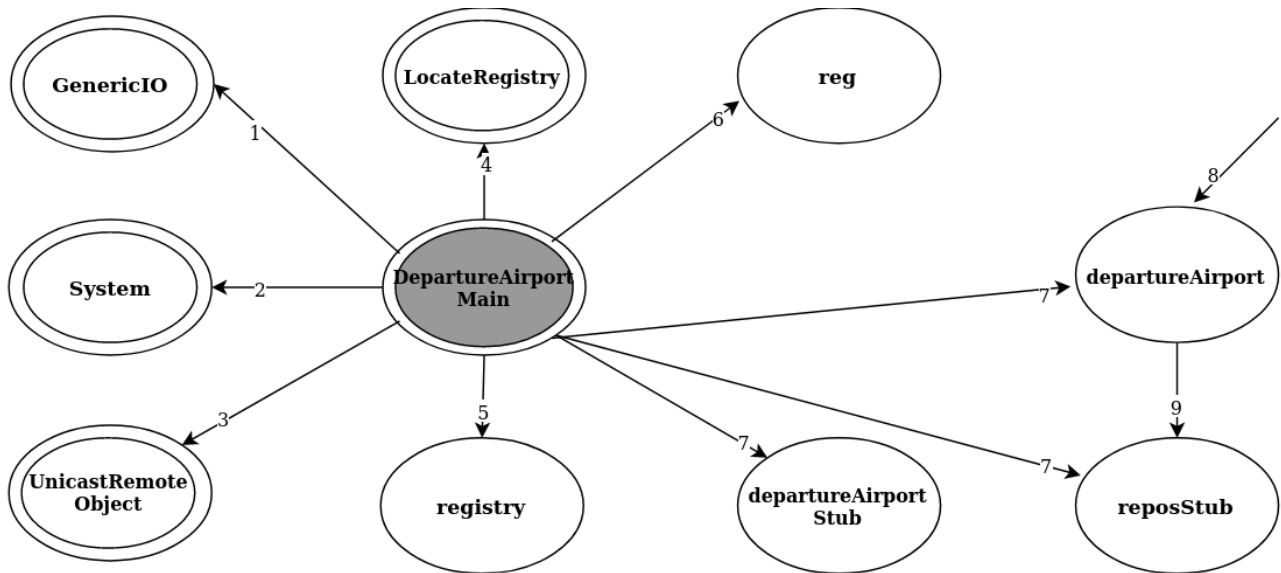 GenericIO
LocateRegistry
reg
1
4
6
8
System
2
DepartureAirport
Main
7
departureAirport
3
5
7
7
9
UnicastRemote
Object
registry
departureAirport
Stub
reposStub